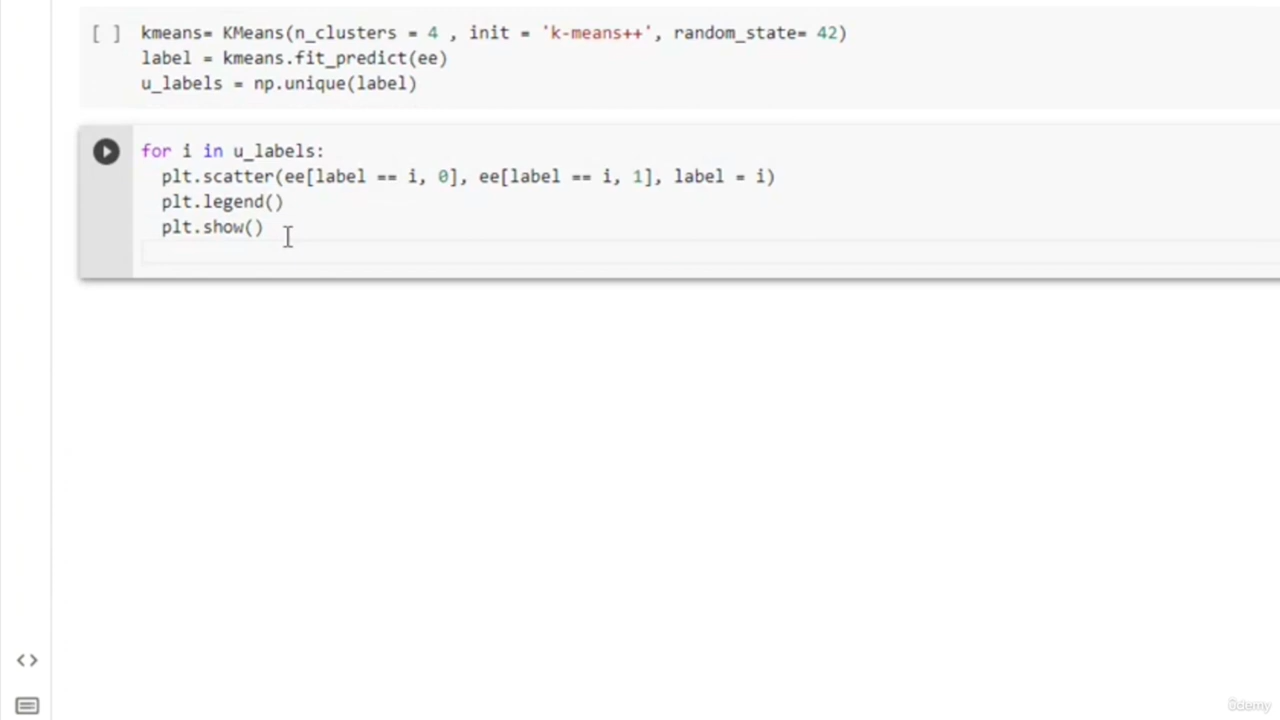 [ ] kmeans= KMeans(n_clusters = 4 , init = 'k-means++', random_state= 42)
label = kmeans.fit_predict(ee)
u_labels = np.unique(label)
for i in u_labels:
plt.scatter(ee[label == i, 0], ee[label == i, 1], label = i)
plt.legend()
plt.show()
ûdemy